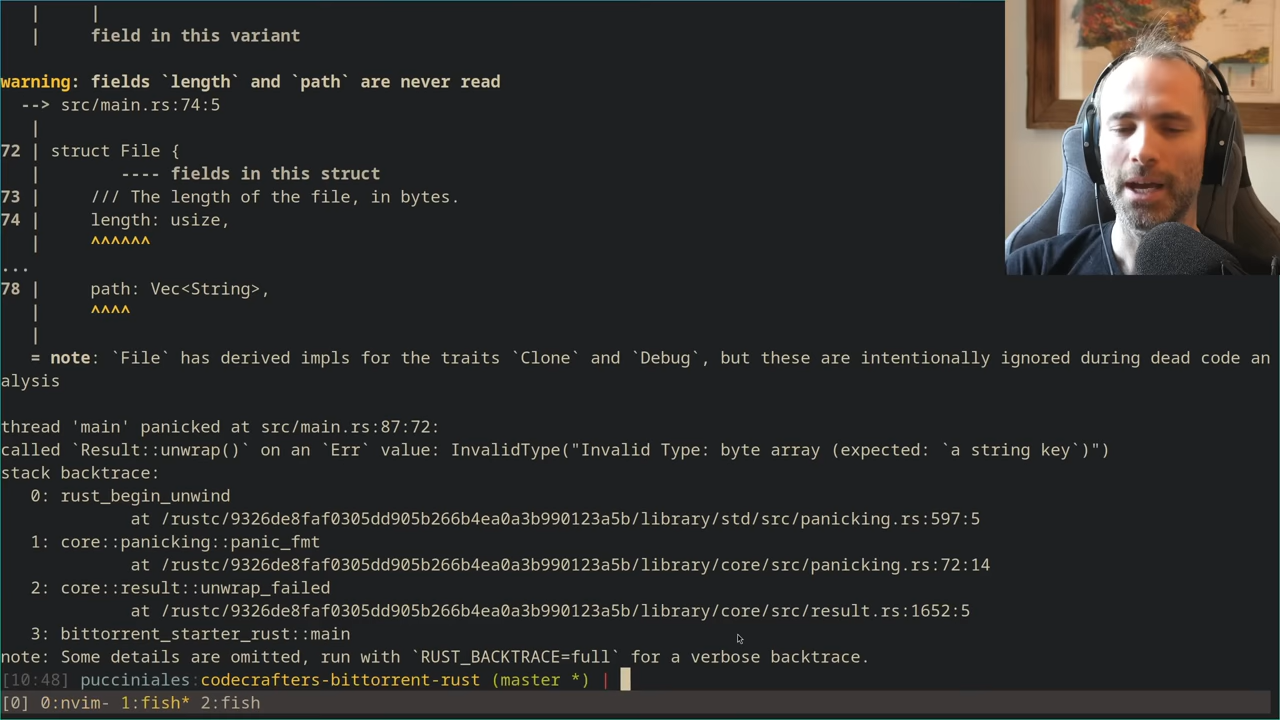 |     |
|     field in this variant
warning: fields `length` and `path` are never read
  --> src/main.rs:74:5
   |
72 | struct File {
   |        ---- fields in this struct
73 |     /// The length of the file, in bytes.
74 |     length: usize,
   |     ^^^^^^
...
78 |     path: Vec<String>,
   |     ^^^^
   |
   = note: `File` has derived impls for the traits `Clone` and `Debug`, but these are intentionally ignored during dead code an
alysis
thread 'main' panicked at src/main.rs:87:72:
called `Result::unwrap()` on an `Err` value: InvalidType("Invalid Type: byte array (expected: `a string key`)")
stack backtrace:
   0: rust_begin_unwind
             at /rustc/9326de8faf0305dd905b266b4ea0a3b990123a5b/library/std/src/panicking.rs:597:5
   1: core::panicking::panic_fmt
             at /rustc/9326de8faf0305dd905b266b4ea0a3b990123a5b/library/core/src/panicking.rs:72:14
   2: core::result::unwrap_failed
             at /rustc/9326de8faf0305dd905b266b4ea0a3b990123a5b/library/core/src/result.rs:1652:5
   3: bittorrent_starter_rust::main
note: Some details are omitted, run with `RUST_BACKTRACE=full` for a verbose backtrace.
[10:48] pucciniales:codecrafters-bittorrent-rust (master *) |
[0] 0:nvim- 1:fish* 2:fish